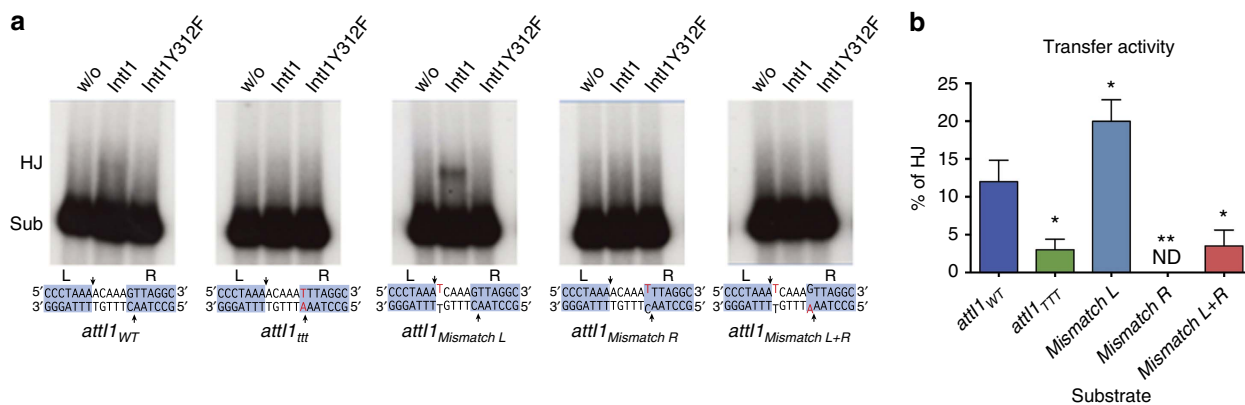 a
w/o IntI1 IntI1Y312F
w/o IntI1 IntI1Y312F
w/o IntI1 IntI1Y312F
w/o IntI1 IntI1Y312F
w/o IntI1 IntI1Y312F
HJ
Sub
L R
5′ CCCTAAAACAAAGTTAGGC 3′
3′ GGGATTTTGTTTCAATCCG 5′
attI1WT
L R
5′ CCCTAAAACAAATTTAGGC 3′
3′ GGGATTTTGTTTAAATCCG 5′
attI1ttt
L R
5′ CCCTAAATCAAAGTTAGGC 3′
3′ GGGATTTTGTTTCAATCCG 5′
attI1Mismatch L
L R
5′ CCCTAAAACAAATTTAGGC 3′
3′ GGGATTTTGTTTCAATCCG 5′
attI1Mismatch R
L R
5′ CCCTAAATCAAAGTTAGGC 3′
3′ GGGATTTTGTTTAAATCCG 5′
attI1Mismatch L+R
b
Transfer activity
% of HJ
25
20
15
10
5
0
*
*
**
ND
*
attI1WT
attI1TTT
Mismatch L
Mismatch R
Mismatch L+R
Substrate